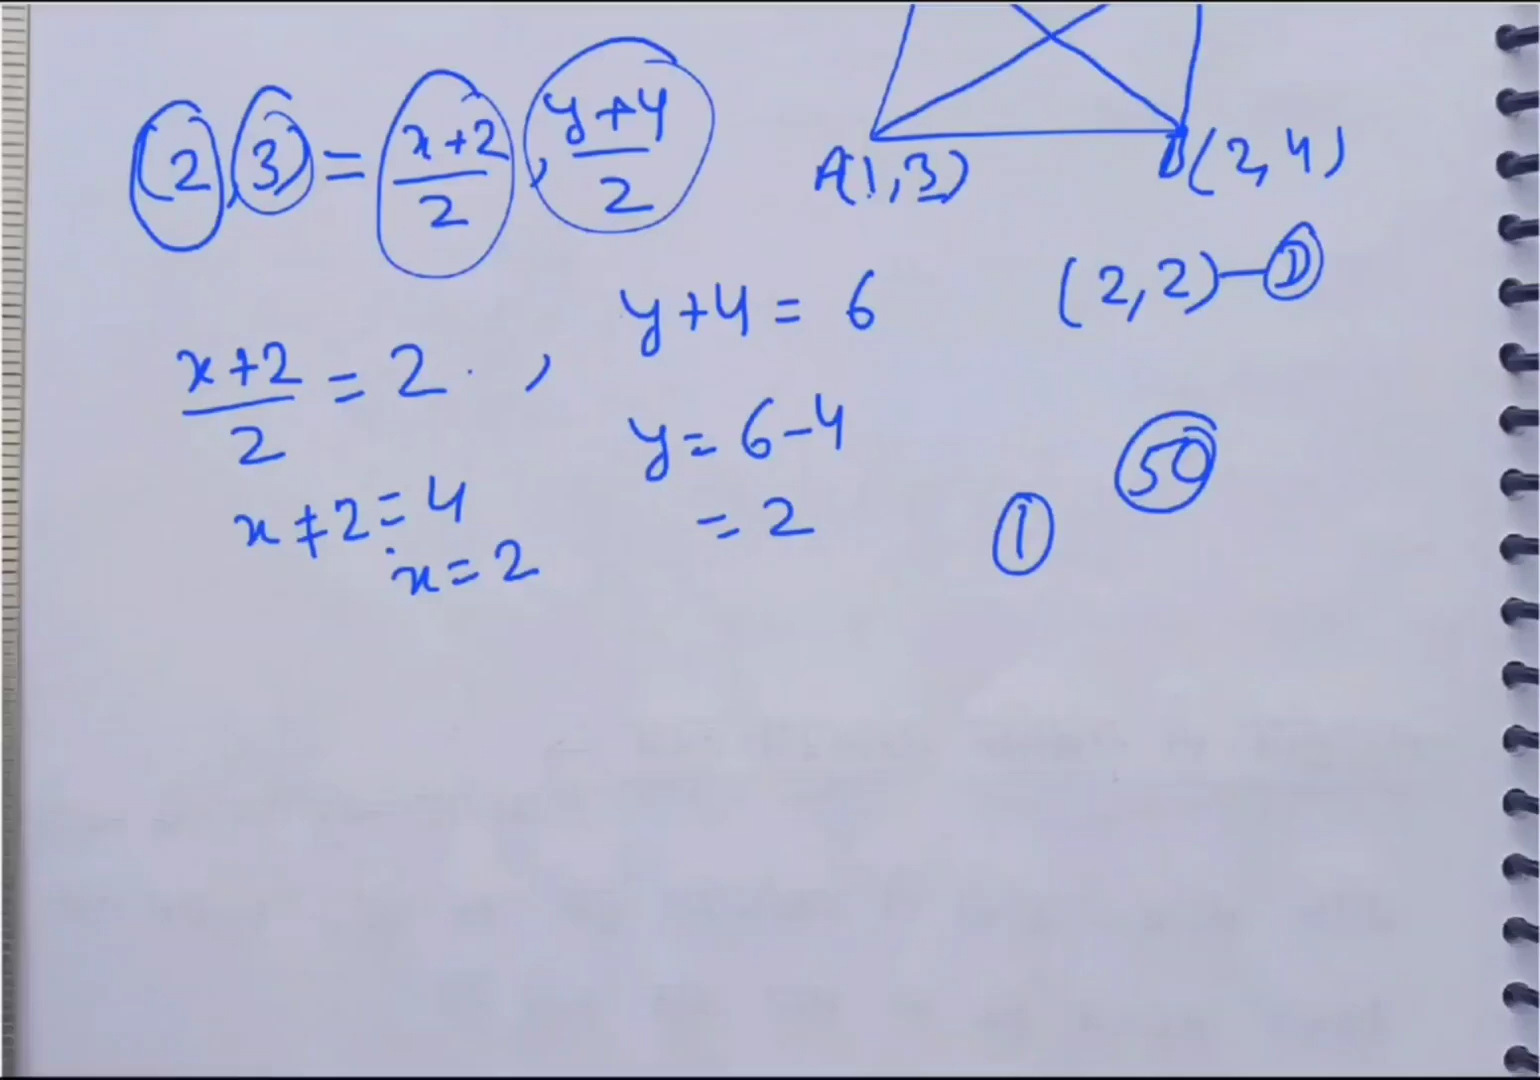 (2, 3) = x+2/2, y+4/2
A(1,3)
B(2,4)
(2,2)—D
y+4 = 6
x+2/2 = 2. ,
y = 6-4
= 2
x+2 = 4
x = 2
50
1